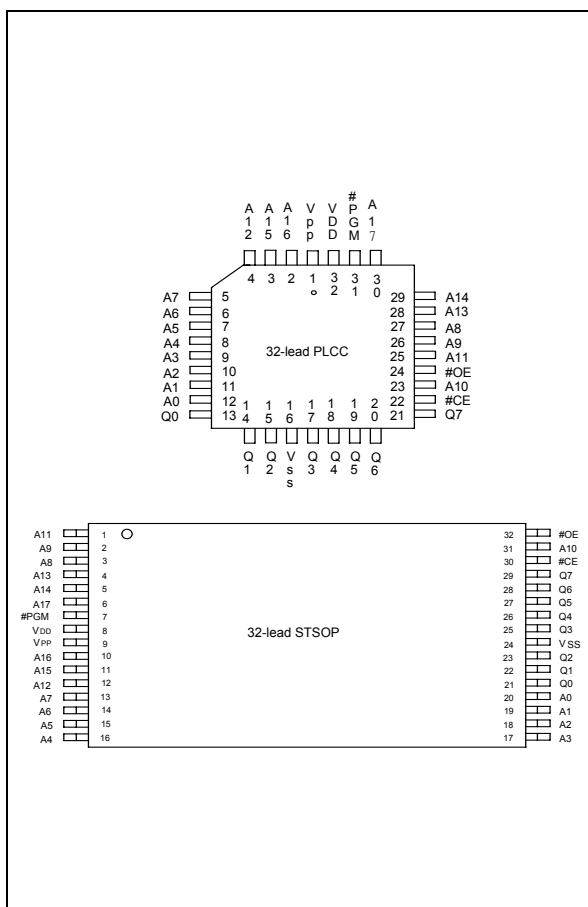 A12 A15 A16 Vpp VDD #PGM A17
4 3 2 1 32 31 30
A7 5 29 A14
A6 6 28 A13
A5 7 27 A8
A4 8 26 A9
A3 9 32-lead PLCC 25 A11
A2 10 24 #OE
A1 11 23 A10
A0 12 22 #CE
Q0 13 21 Q7
14 15 16 17 18 19 20
Q1 Q2 Vss Q3 Q4 Q5 Q6
A11 1 32 #OE
A9 2 31 A10
A8 3 30 #CE
A13 4 29 Q7
A14 5 28 Q6
A17 6 27 Q5
#PGM 7 26 Q4
VDD 8 32-lead STSOP 25 Q3
VPP 9 24 VSS
A16 10 23 Q2
A15 11 22 Q1
A12 12 21 Q0
A7 13 20 A0
A6 14 19 A1
A5 15 18 A2
A4 16 17 A3